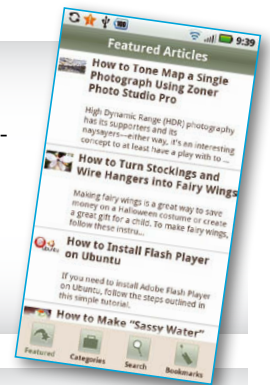 9:39
Featured Articles
How to Tone Map a Single
Photograph Using Zoner
Photo Studio Pro
High Dynamic Range (HDR) photography
has its supporters and its
naysayers—either way, it's an interesting
concept to at least have a play with to ...
-
How to Turn Stockings and
Wire Hangers into Fairy Wings
Making fairy wings is a great way to save
money on a Halloween costume or create
a great gift for a child. To make fairy wings,
follow these instru...
ubuntu
How to Install Flash Player
on Ubuntu
If you need to install Adobe Flash Player
on Ubuntu, follow the steps outlined in
this simple tutorial.
How to Make "Sassy Water"
Featured
Categories
Search
Bookmarks